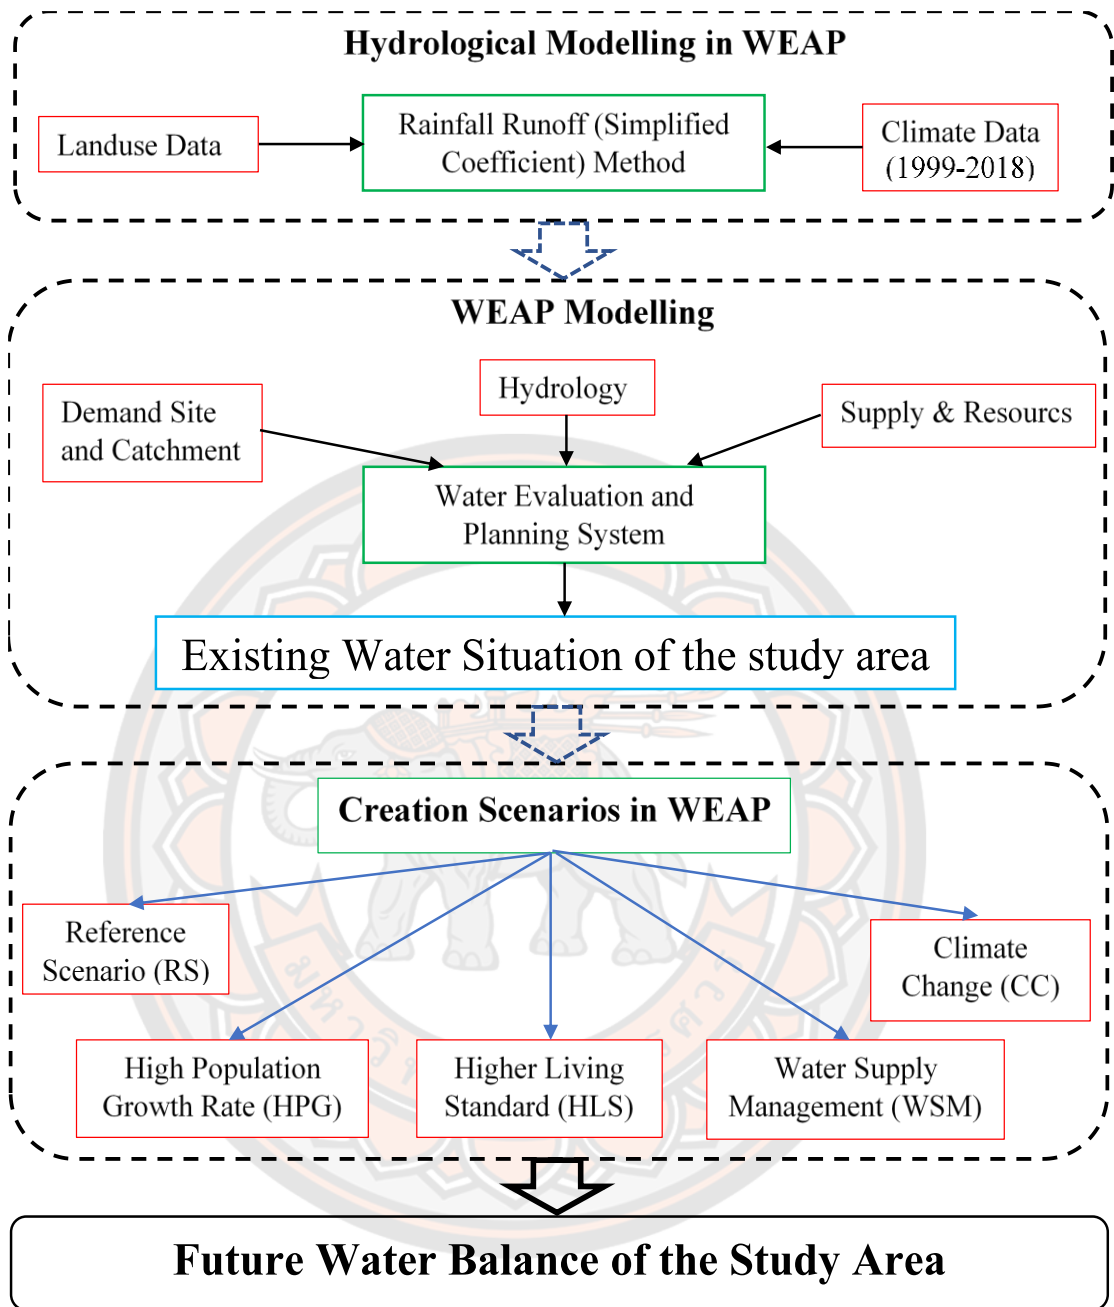 Hydrological Modelling in WEAP
Landuse Data
Rainfall Runoff (Simplified
Coefficient) Method
Climate Data
(1999-2018)
WEAP Modelling
Demand Site
and Catchment
Hydrology
Supply & Resourcs
Water Evaluation and
Planning System
Existing Water Situation of the study area
Creation Scenarios in WEAP
Reference
Scenario (RS)
Climate
Change (CC)
High Population
Growth Rate (HPG)
Higher Living
Standard (HLS)
Water Supply
Management (WSM)
Future Water Balance of the Study Area